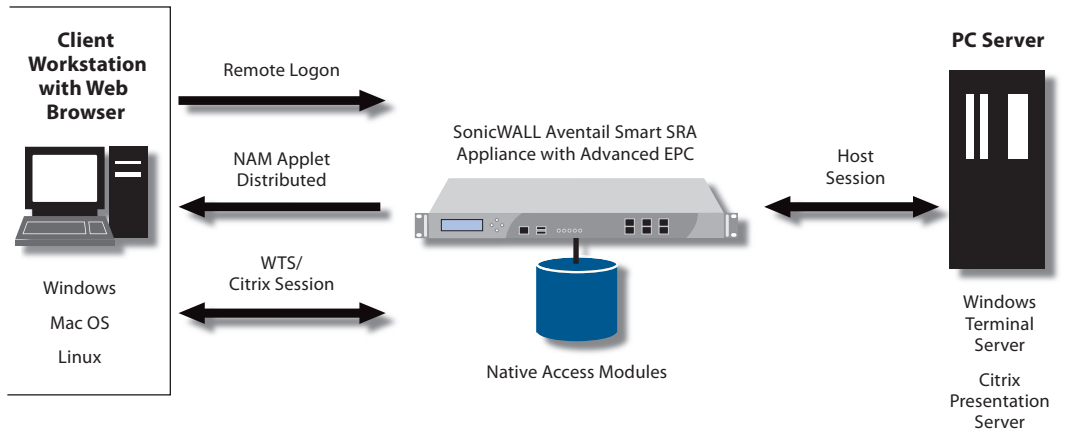 Client
Workstation
with Web
Browser
Windows
Mac OS
Linux
Remote Logon
NAM Applet
Distributed
WTS/
Citrix Session
SonicWALL Aventail Smart SRA
Appliance with Advanced EPC
Native Access Modules
Host
Session
PC Server
Windows
Terminal
Server
Citrix
Presentation
Server